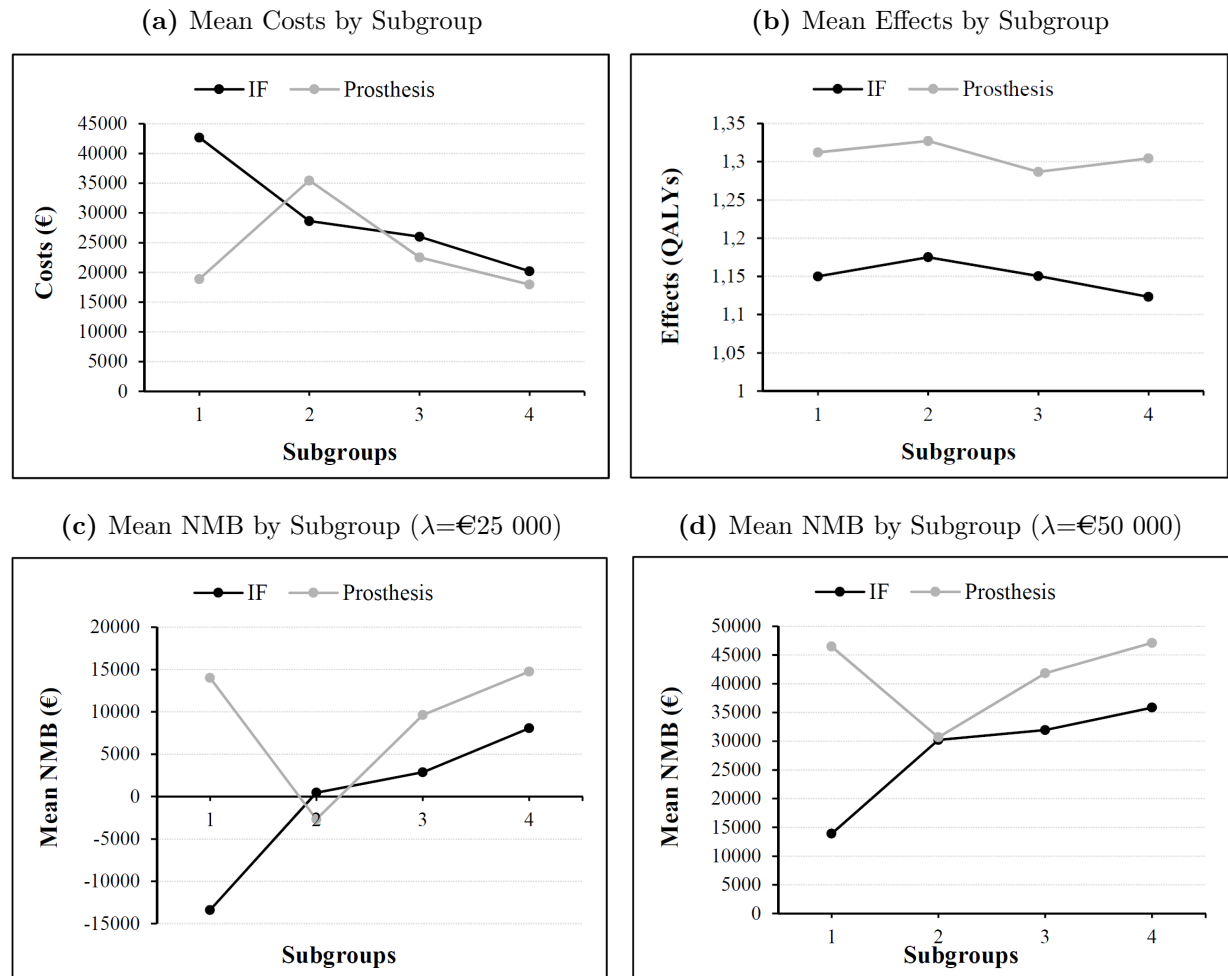 (a) Mean Costs by Subgroup
IF Prosthesis
45000
40000
35000
30000
25000
20000
15000
10000
5000
0
Costs (€)
1 2 3 4
Subgroups
(b) Mean Effects by Subgroup
IF Prosthesis
1,35
1,3
1,25
1,2
1,15
1,1
1,05
1
Effects (QALYs)
1 2 3 4
Subgroups
(c) Mean NMB by Subgroup (λ=€25 000)
IF Prosthesis
20000
15000
10000
5000
0
-5000
-10000
-15000
Mean NMB (€)
1 2 3 4
Subgroups
(d) Mean NMB by Subgroup (λ=€50 000)
IF Prosthesis
50000
45000
40000
35000
30000
25000
20000
15000
10000
5000
0
Mean NMB (€)
1 2 3 4
Subgroups